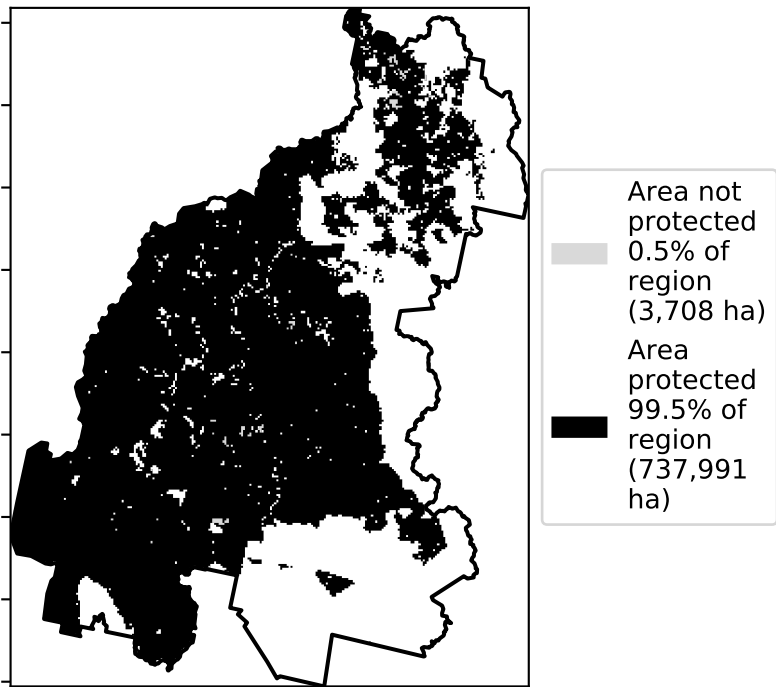 Area not
protected
0.5% of
region
(3,708 ha)
Area
protected
99.5% of
region
(737,991
ha)